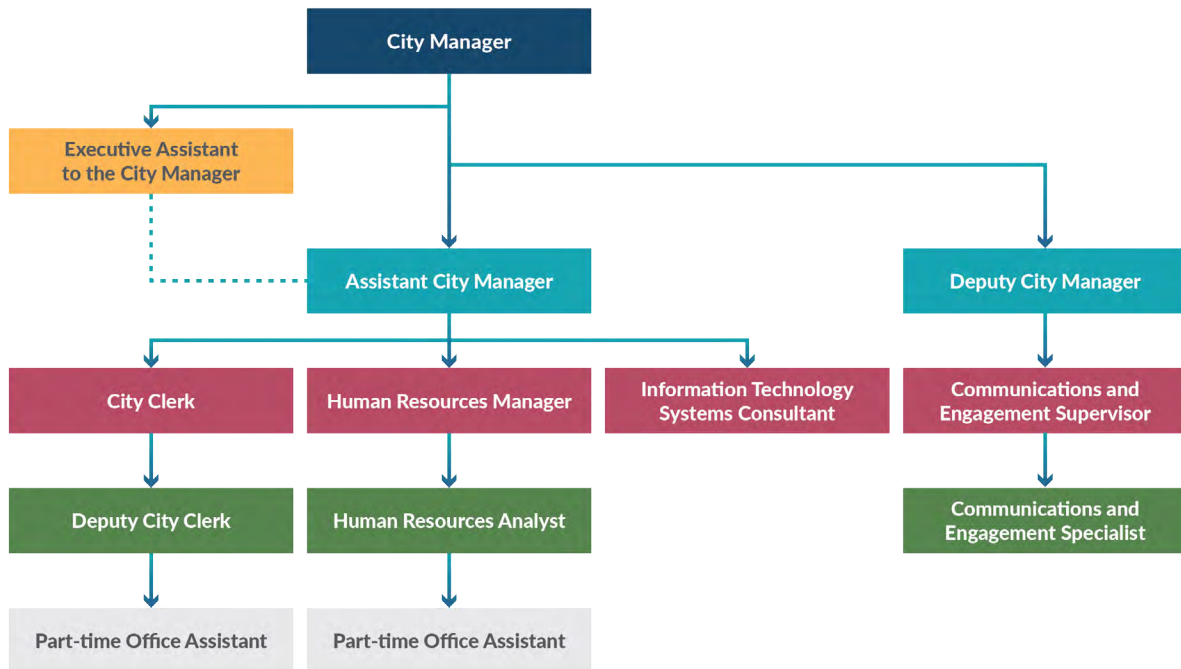 City Manager
Executive Assistant
to the City Manager
Assistant City Manager
Deputy City Manager
City Clerk
Human Resources Manager
Information Technology
Systems Consultant
Communications and
Engagement Supervisor
Deputy City Clerk
Human Resources Analyst
Communications and
Engagement Specialist
Part-time Office Assistant
Part-time Office Assistant